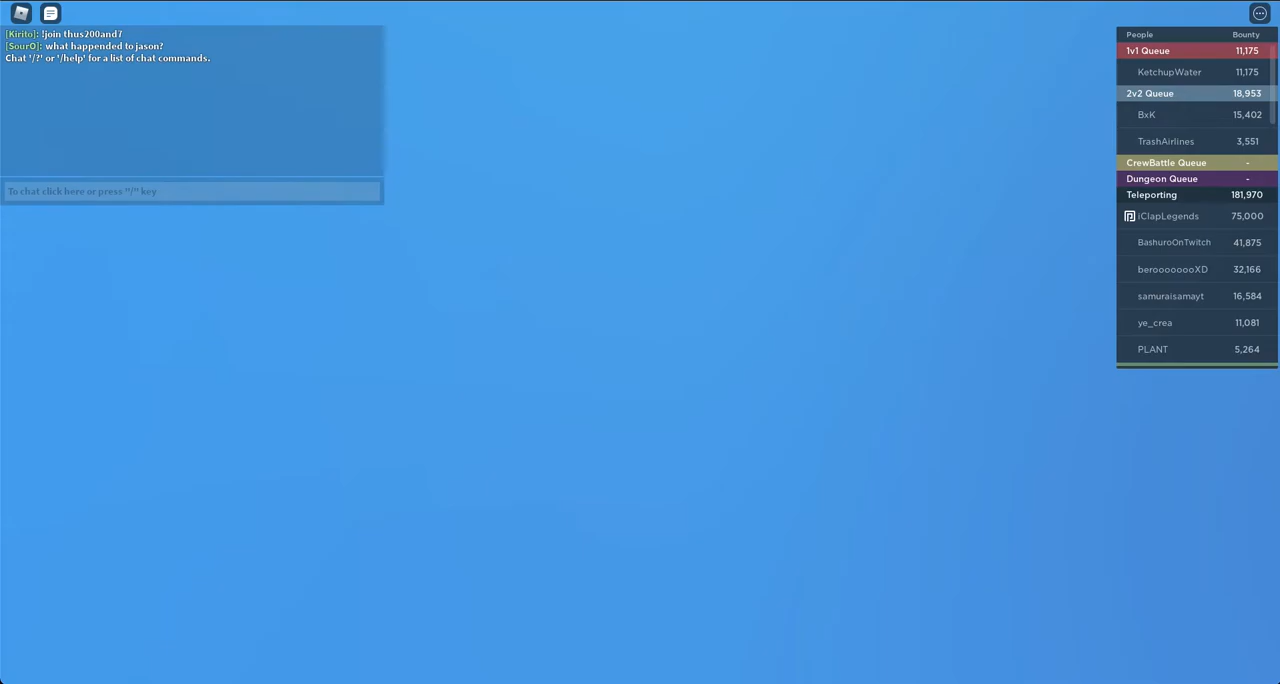 [Kirito]: !join thus200and7
[SourO]: what happended to jason?
Chat '/?' or '/help' for a list of chat commands.
To chat click here or press "/" key
People Bounty
1v1 Queue 11,175
KetchupWater 11,175
2v2 Queue 18,953
BxK 15,402
TrashAirlines 3,551
CrewBattle Queue -
Dungeon Queue -
Teleporting 181,970
iClapLegends 75,000
BashuroOnTwitch 41,875
beroooooooXD 32,166
samuraisamayt 16,584
ye_crea 11,081
PLANT 5,264